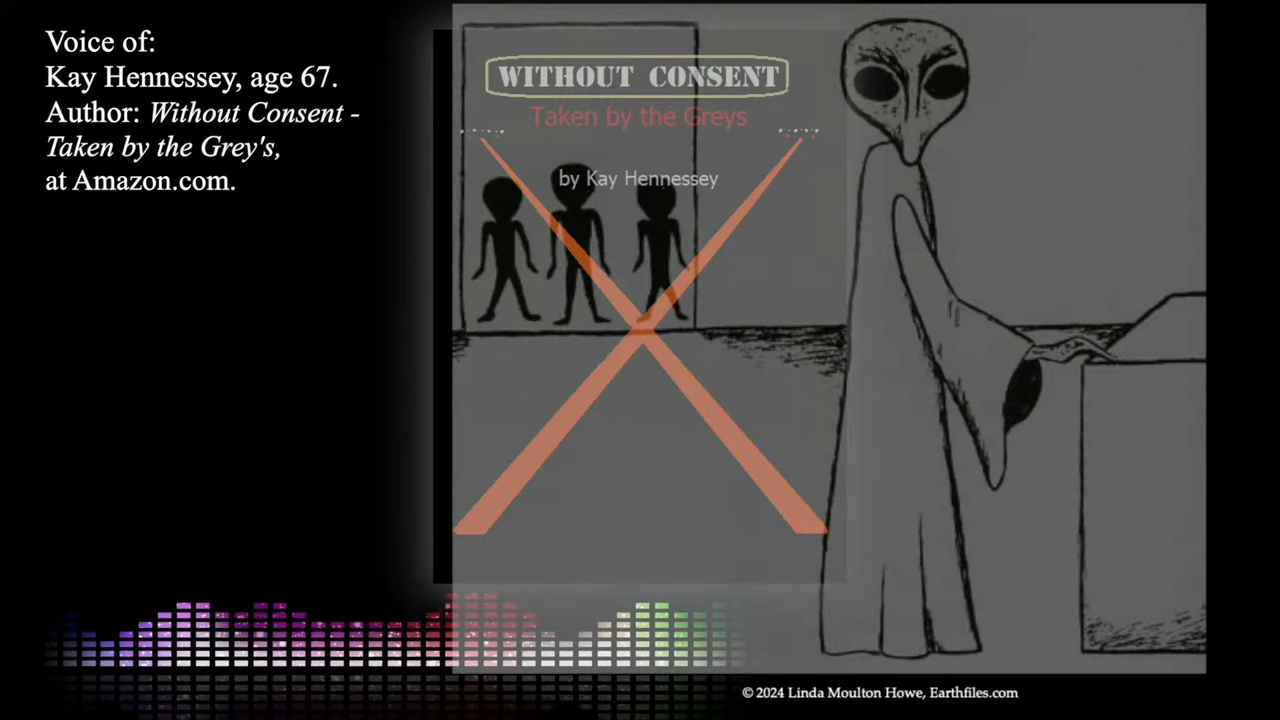 Voice of:
Kay Hennessey, age 67.
Author: Without Consent -
Taken by the Grey's,
at Amazon.com.
WITHOUT CONSENT
Taken by the Greys
by Kay Hennessy
© 2024 Linda Moulton Howe, Earthfiles.com